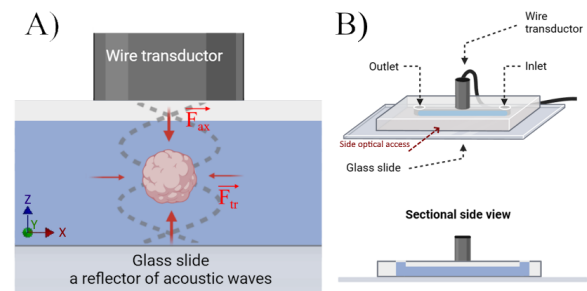 A)
Wire transductor
F_ax
F_tr
Z
Y
X
Glass slide
a reflector of acoustic waves
B)
Wire
transductor
Outlet
Inlet
Side optical access
Glass slide
Sectional side view